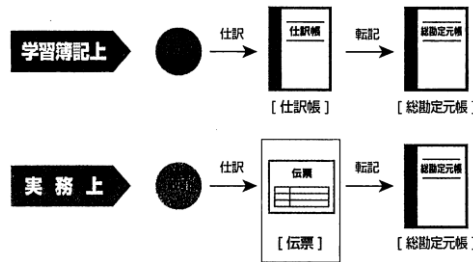 学習簿記上
仕訳
仕訳帳
[仕訳帳]
転記
総勘定元帳
[総勘定元帳]
実務上
仕訳
伝票
[伝票]
転記
総勘定元帳
[総勘定元帳]